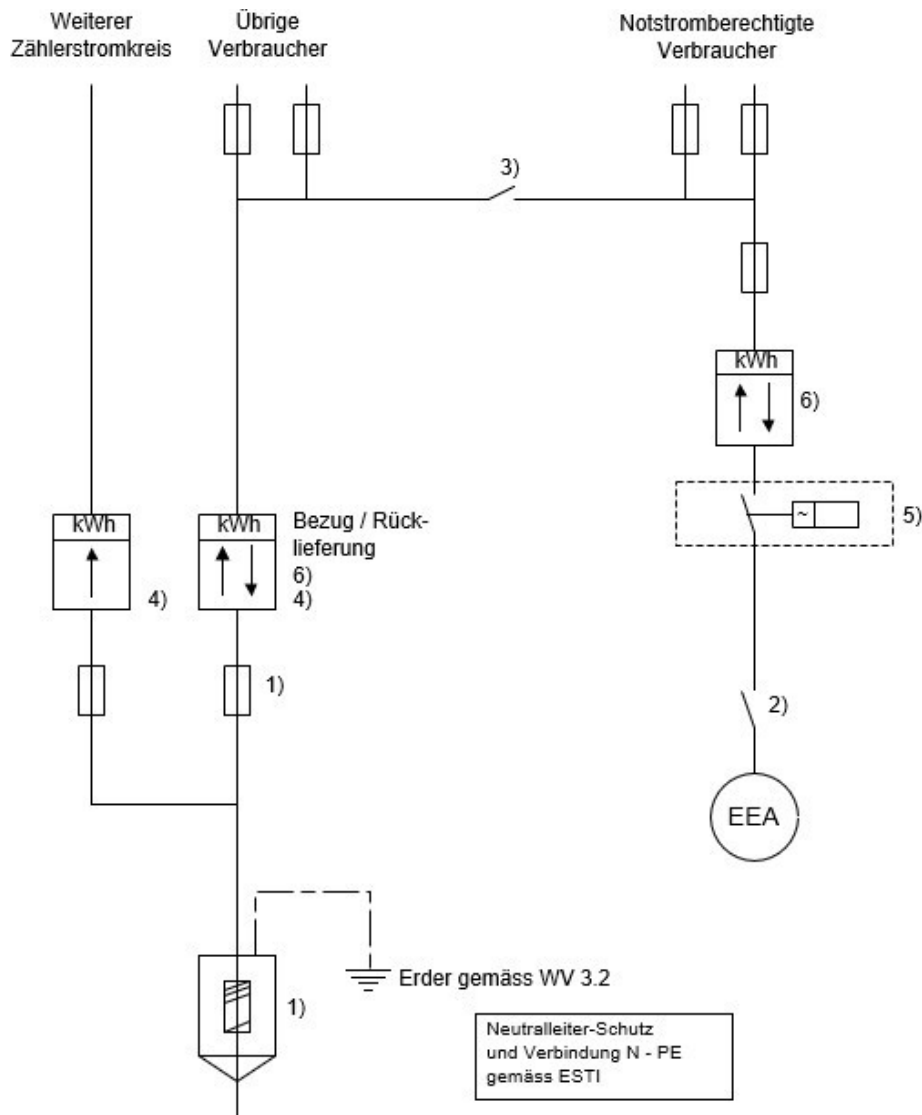 Weiterer
Zählerstromkreis
Übrige
Verbraucher
Notstromberechtigte
Verbraucher
3)
kWh
6)
5)
kWh
4)
kWh
Bezug / Rück-
lieferung
6)
4)
1)
2)
EEA
Erder gemäss WV 3.2
1)
Neutralleiter-Schutz
und Verbindung N - PE
gemäss ESTI
~